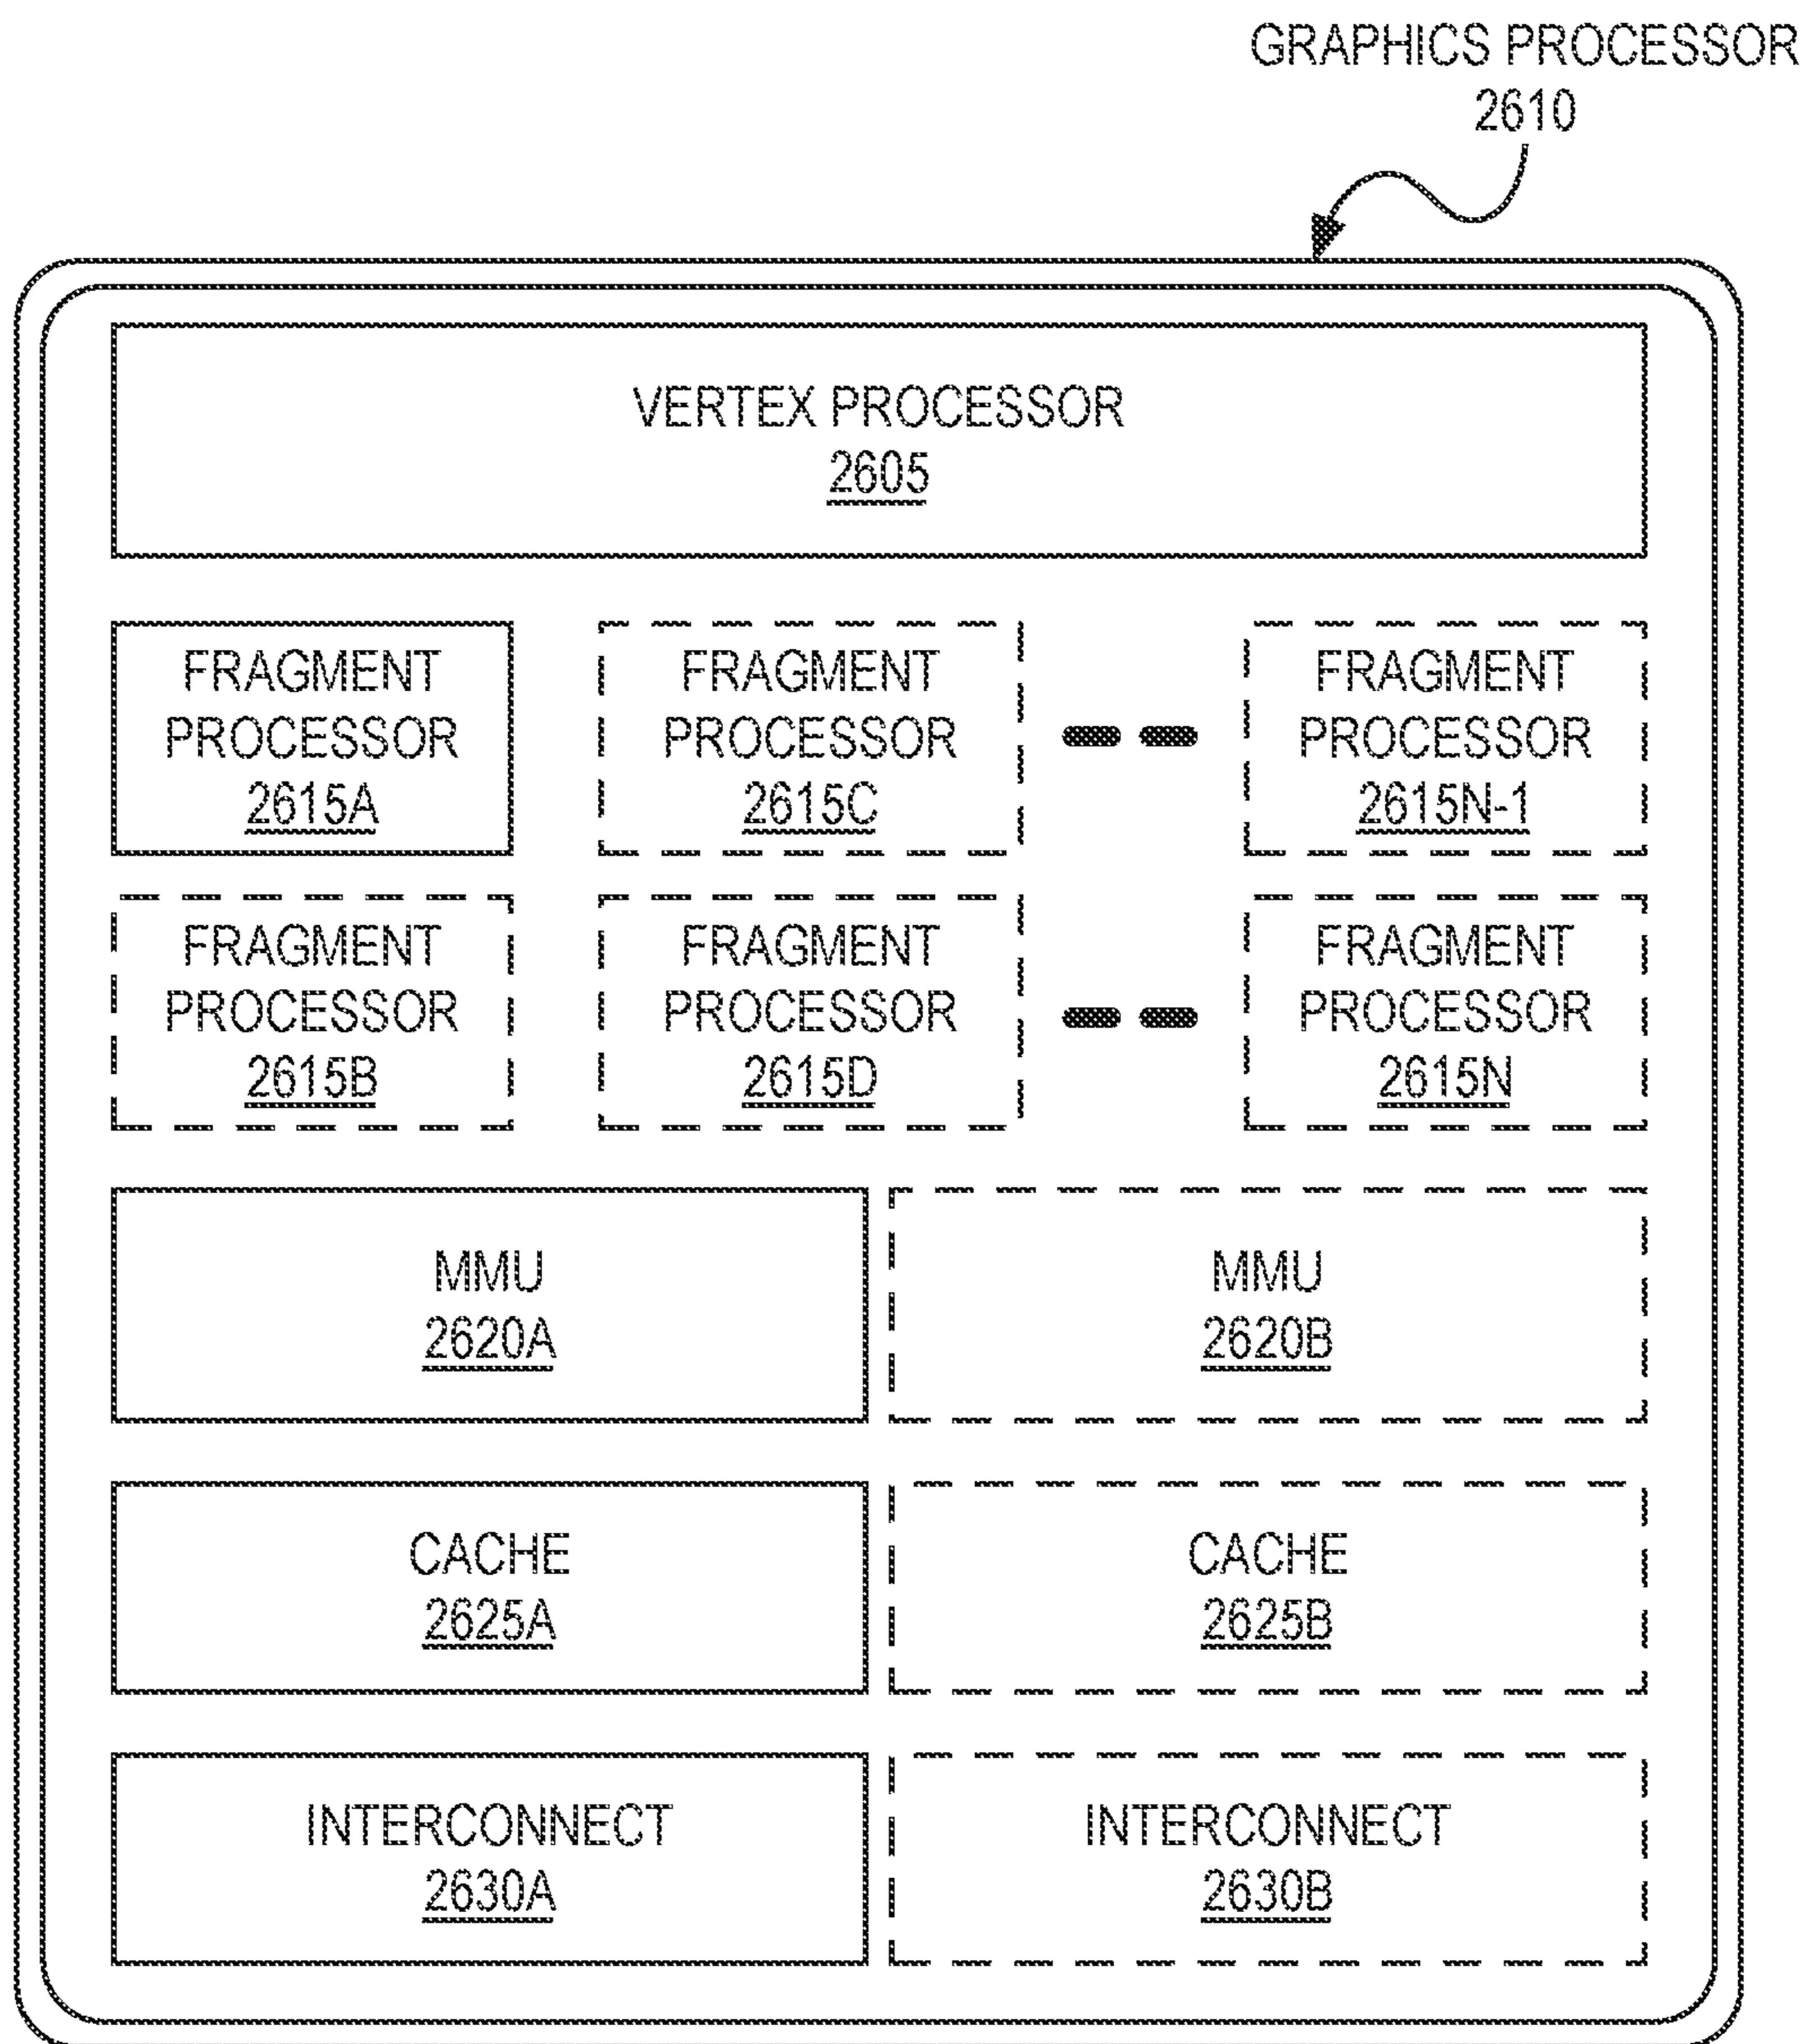 GRAPHICS PROCESSOR
2610
VERTEX PROCESSOR
2605
FRAGMENT
PROCESSOR
2615A
FRAGMENT
PROCESSOR
2615C
FRAGMENT
PROCESSOR
2615N-1
FRAGMENT
PROCESSOR
2615B
FRAGMENT
PROCESSOR
2615D
FRAGMENT
PROCESSOR
2615N
MMU
2620A
MMU
2620B
CACHE
2625A
CACHE
2625B
INTERCONNECT
2630A
INTERCONNECT
2630B